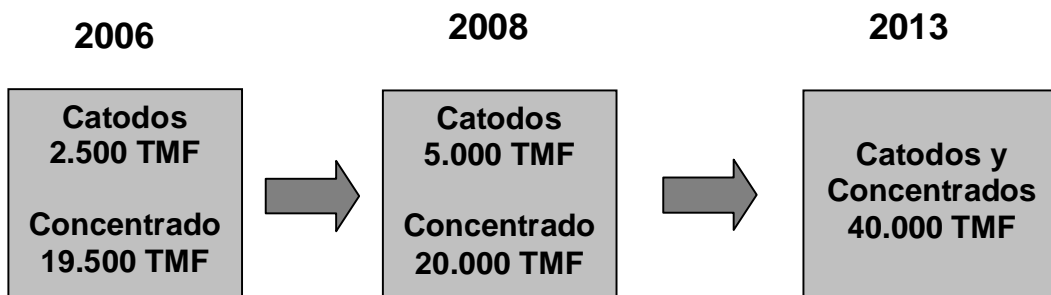 2006
Catodos
2.500 TMF
Concentrado
19.500 TMF
2008
Catodos
5.000 TMF
Concentrado
20.000 TMF
2013
Catodos y
Concentrados
40.000 TMF